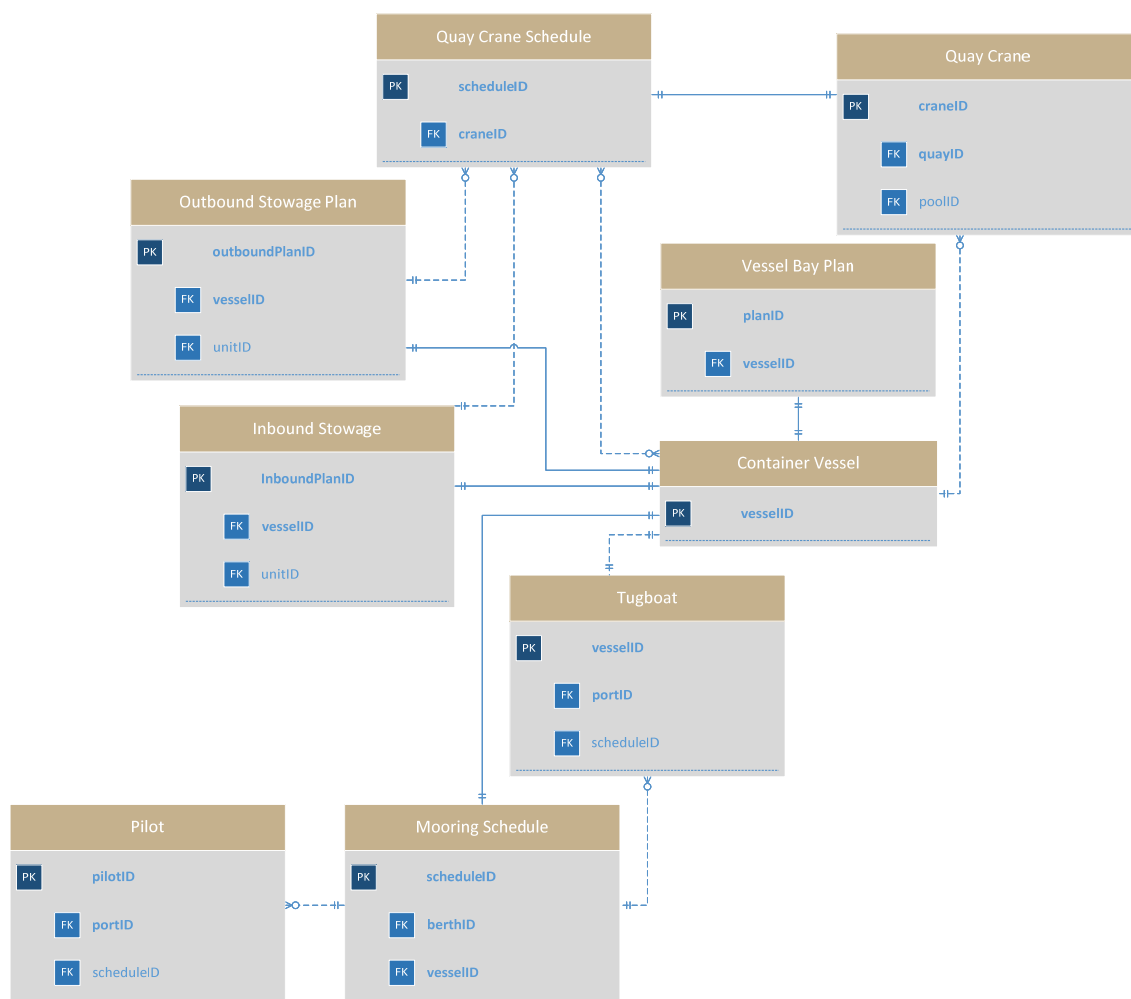 Quay Crane Schedule
PK scheduleID
FK craneID
Quay Crane
PK craneID
FK quayID
FK poolID
Outbound Stowage Plan
PK outboundPlanID
FK vesselID
FK unitID
Vessel Bay Plan
PK planID
FK vesselID
Inbound Stowage
PK InboundPlanID
FK vesselID
FK unitID
Container Vessel
PK vesselID
Tugboat
PK vesselID
FK portID
FK scheduleID
Pilot
PK pilotID
FK portID
FK scheduleID
Mooring Schedule
PK scheduleID
FK berthID
FK vesselID